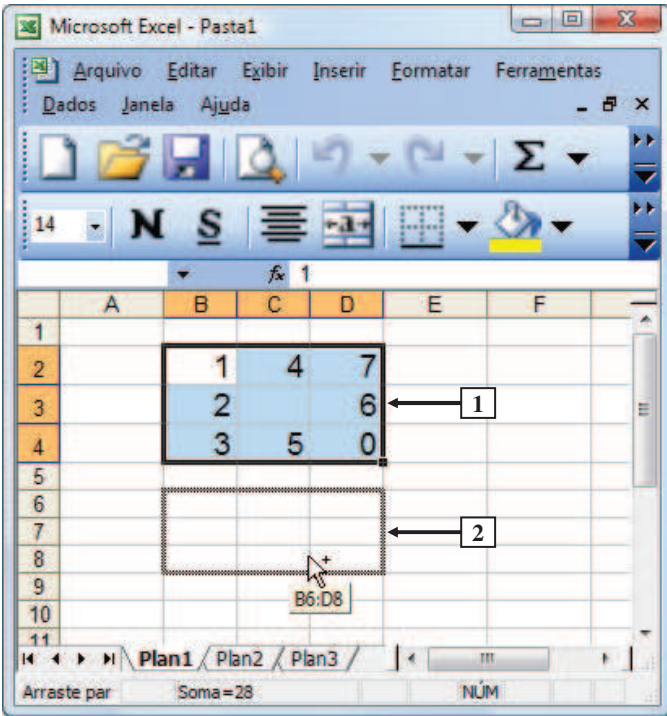 Microsoft Excel - Pasta1
Arquivo Editar Exibir Inserir Formatar Ferramentas
Dados Janela Ajuda
Σ
14 N S a
fx 1
A B C D E F
1
2 1 4 7
3 2 6 1
4 3 5 0
5
6
7 2
8
9 B6:D8
10
11
Plan1 Plan2 Plan3
Arraste par Soma=28 NÚM